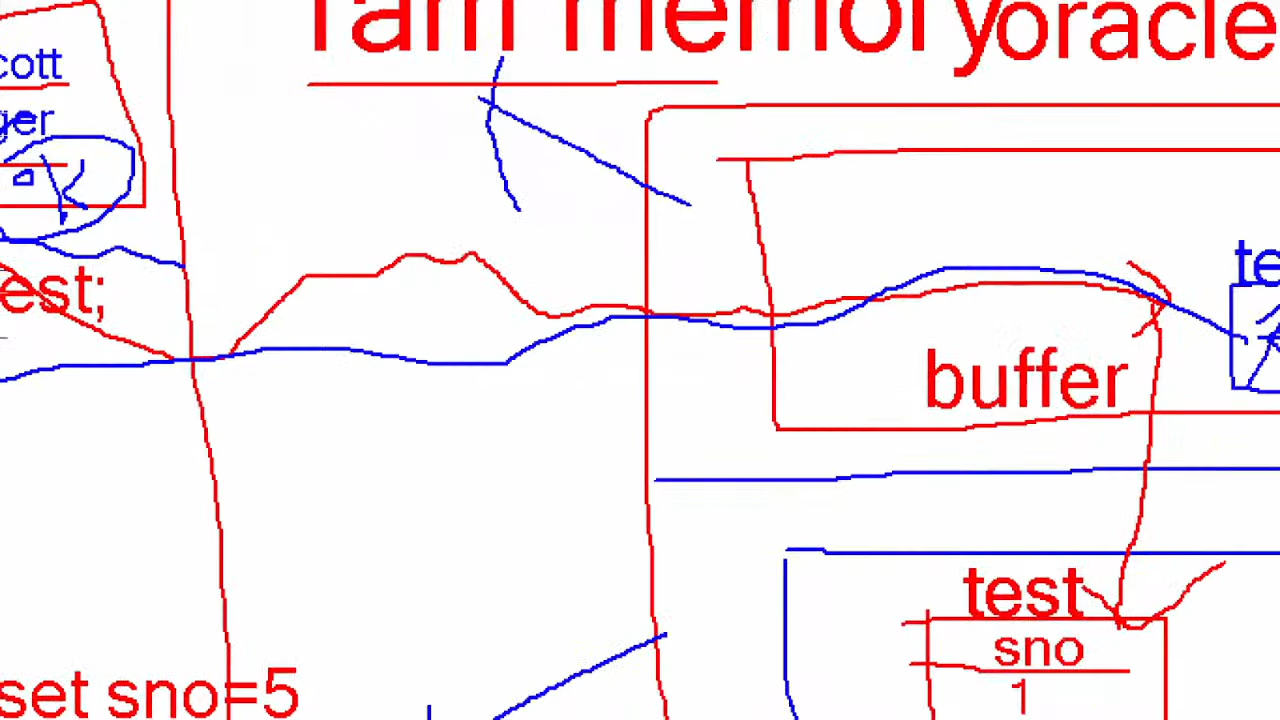 ram memory oracle
cott
ger
est;
te
buffer
test
sno
1
set sno=5